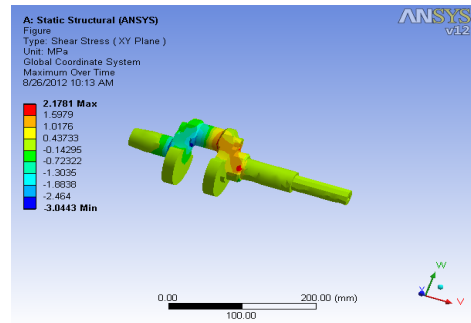 A: Static Structural (ANSYS)
Figure
Type: Shear Stress ( XY Plane )
Unit: MPa
Global Coordinate System
Maximum Over Time
8/26/2012 10:13 AM
ANSYS
v12
2.1781 Max
1.5979
1.0176
0.43733
-0.14295
-0.72322
-1.3035
-1.8838
-2.464
-3.0443 Min
W
X
V
0.00
200.00 (mm)
100.00